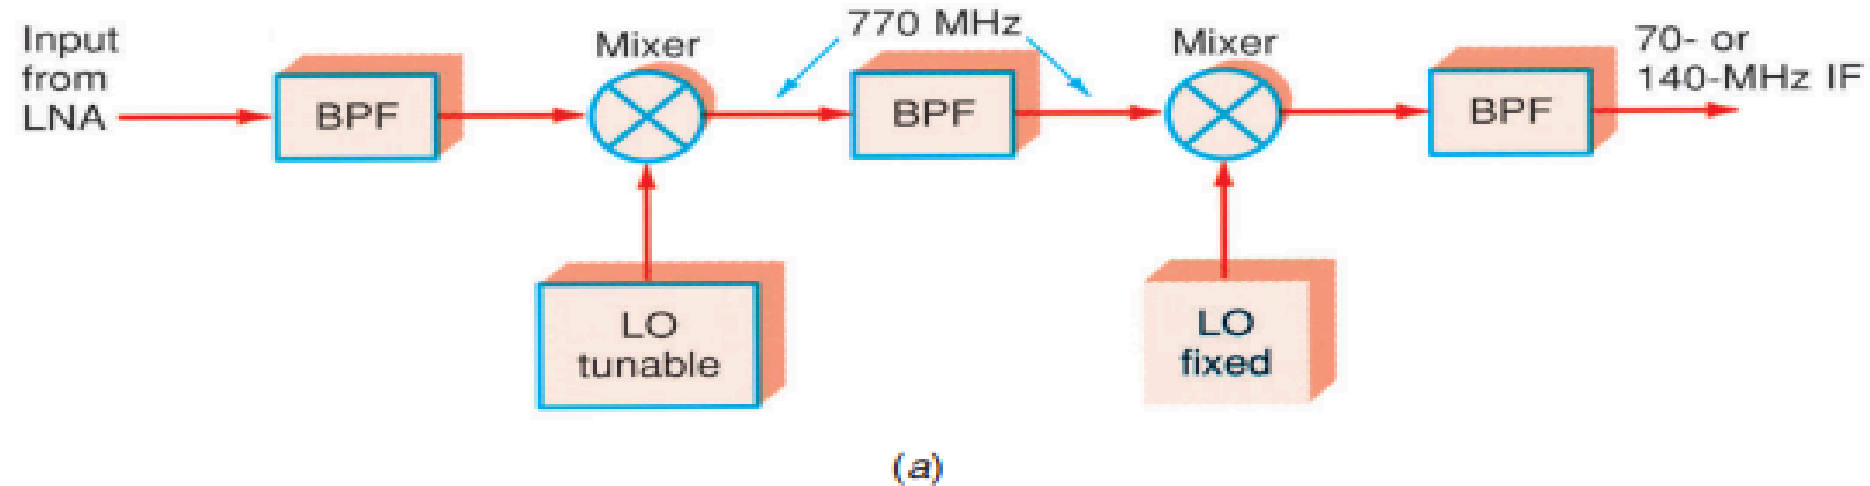 Input
from
LNA
BPF
Mixer
770 MHz
BPF
Mixer
BPF
70- or
140-MHz IF
LO
tunable
LO
fixed
(a)